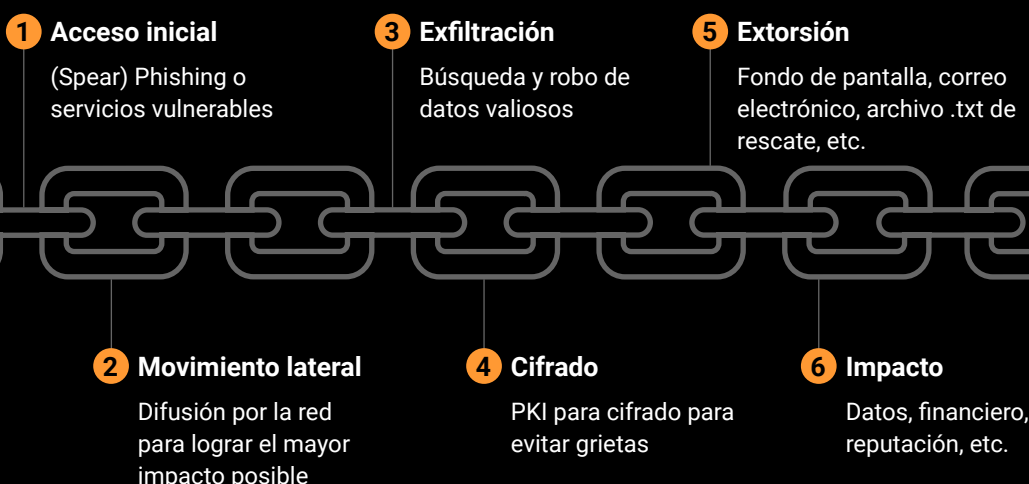 1 Acceso inicial
(Spear) Phishing o
servicios vulnerables
2 Movimiento lateral
Difusión por la red
para lograr el mayor
impacto posible
3 Exfiltración
Búsqueda y robo de
datos valiosos
4 Cifrado
PKI para cifrado para
evitar grietas
5 Extorsión
Fondo de pantalla, correo
electrónico, archivo .txt de
rescate, etc.
6 Impacto
Datos, financiero,
reputación, etc.